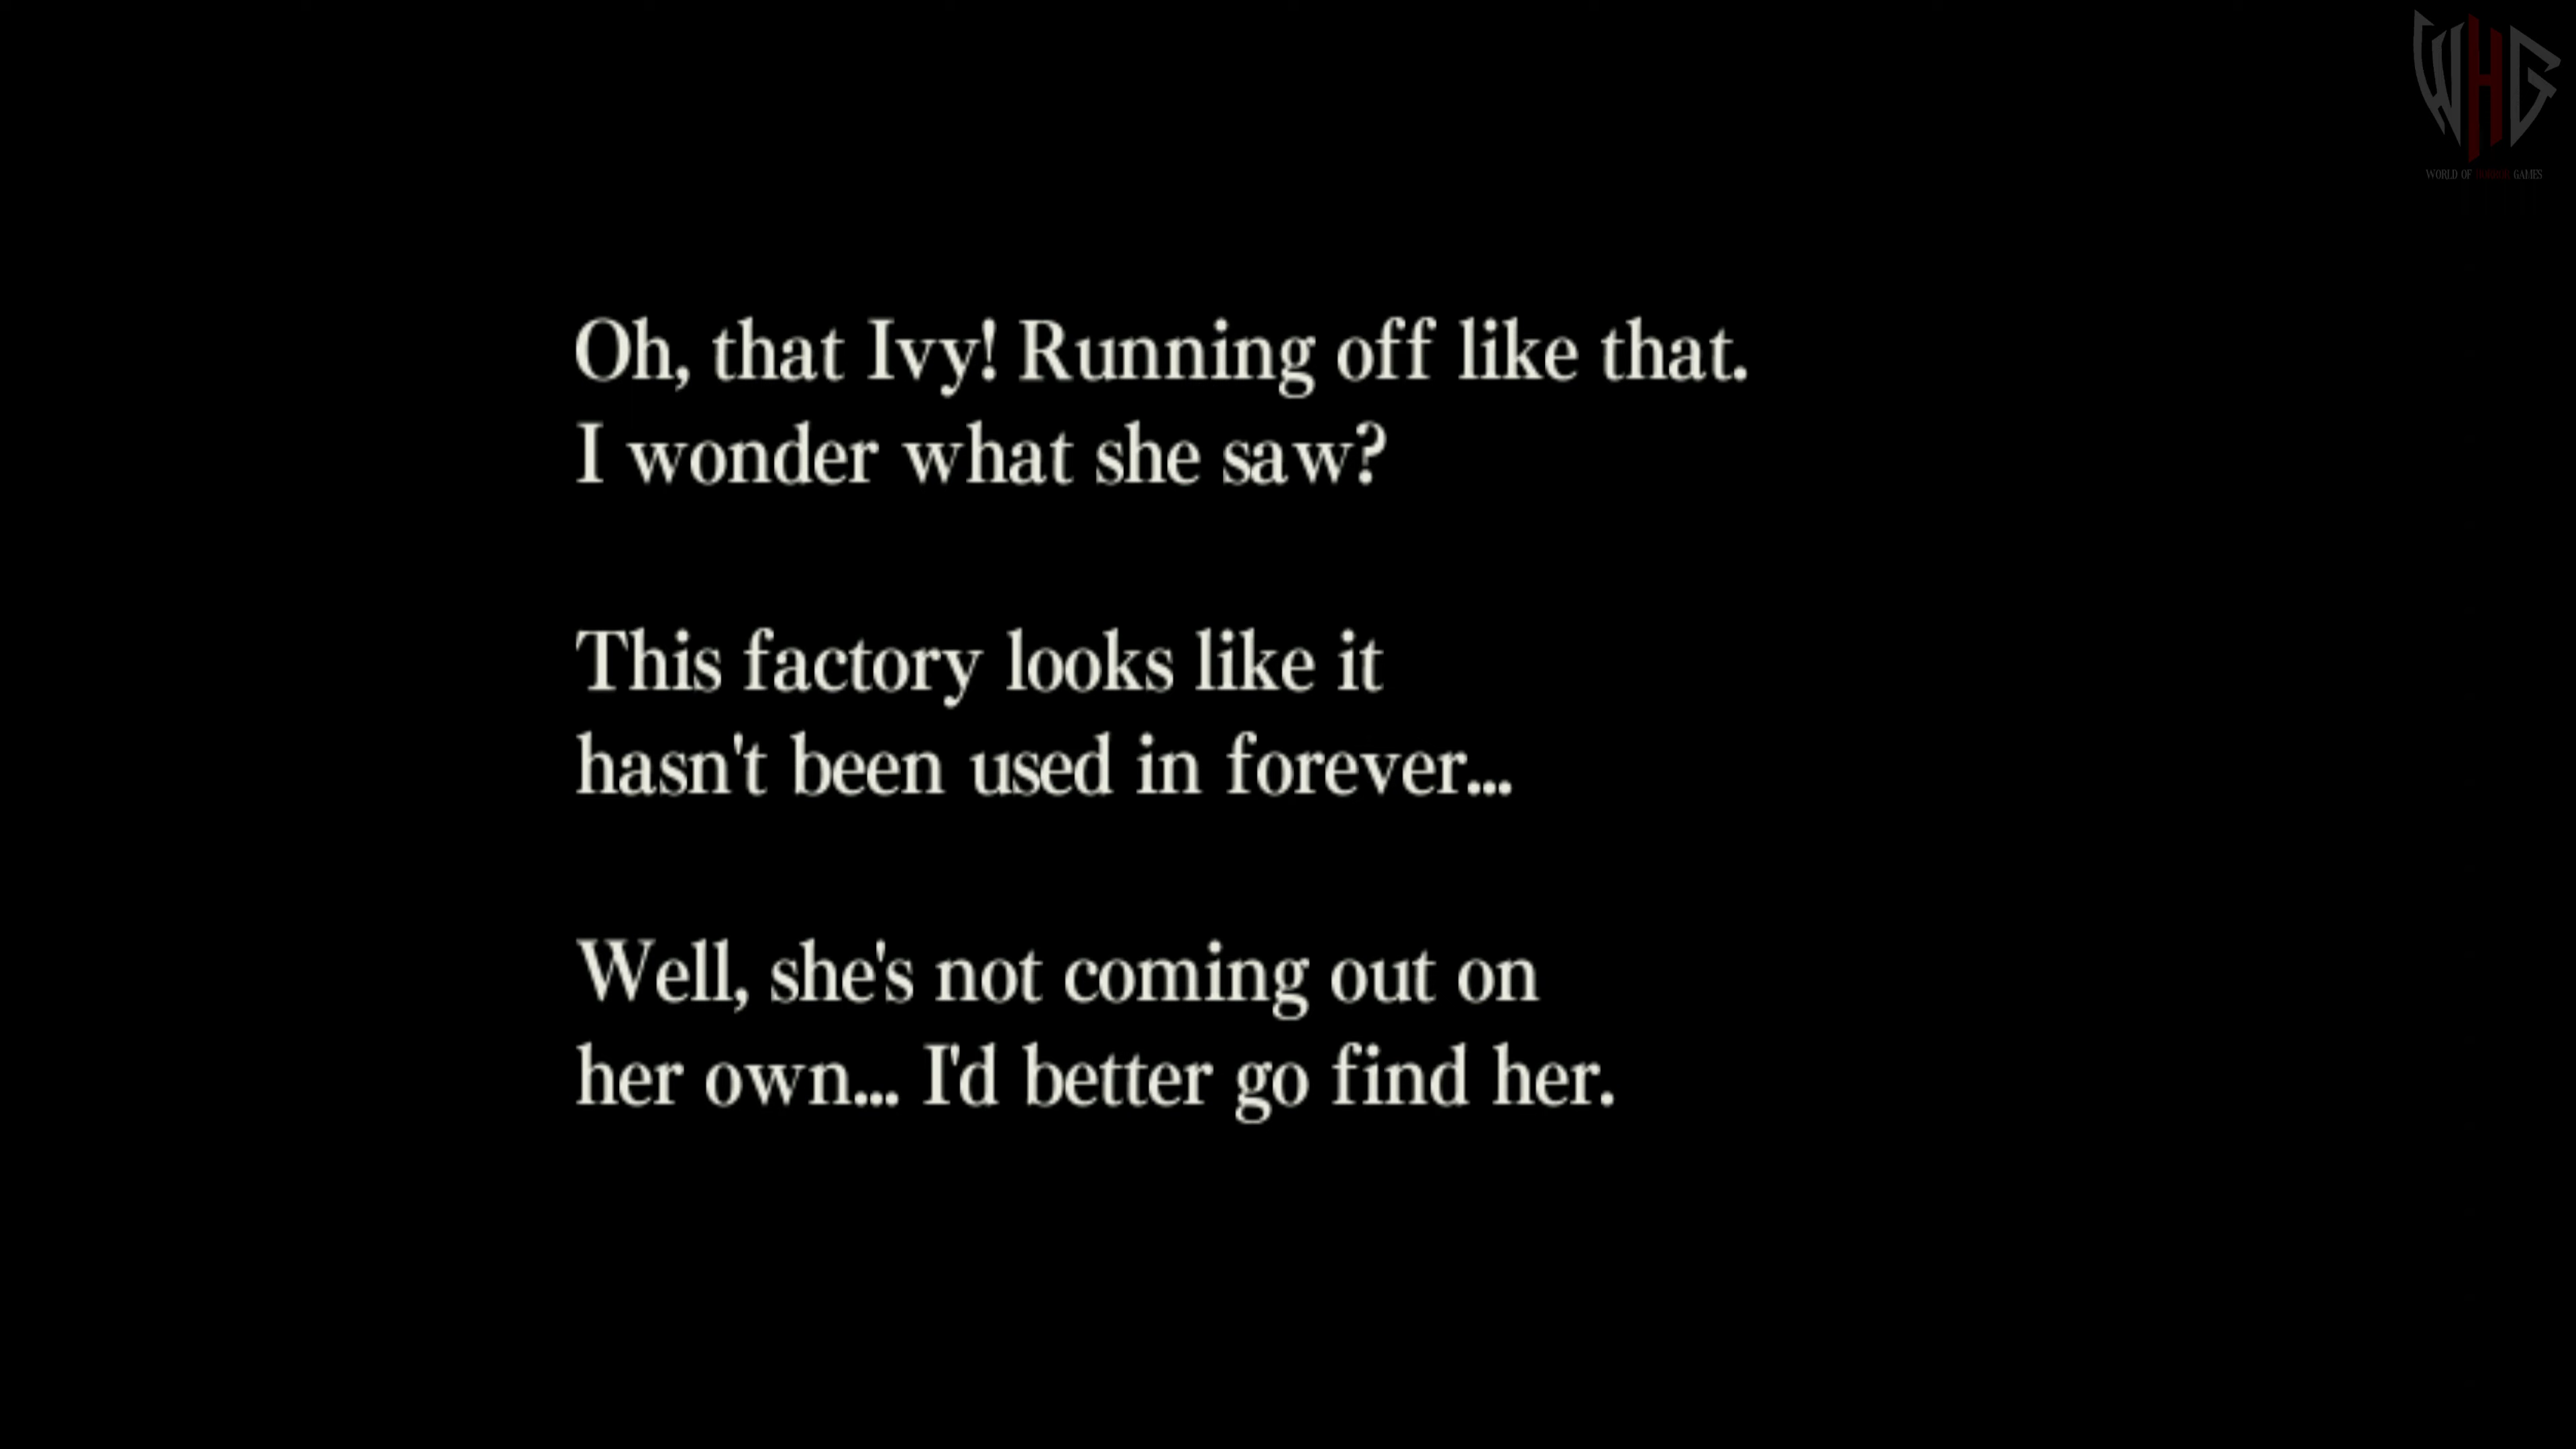 WHG
WORLD OF HORROR GAMES
Oh, that Ivy! Running off like that.
I wonder what she saw?
This factory looks like it
hasn't been used in forever...
Well, she's not coming out on
her own... I'd better go find her.